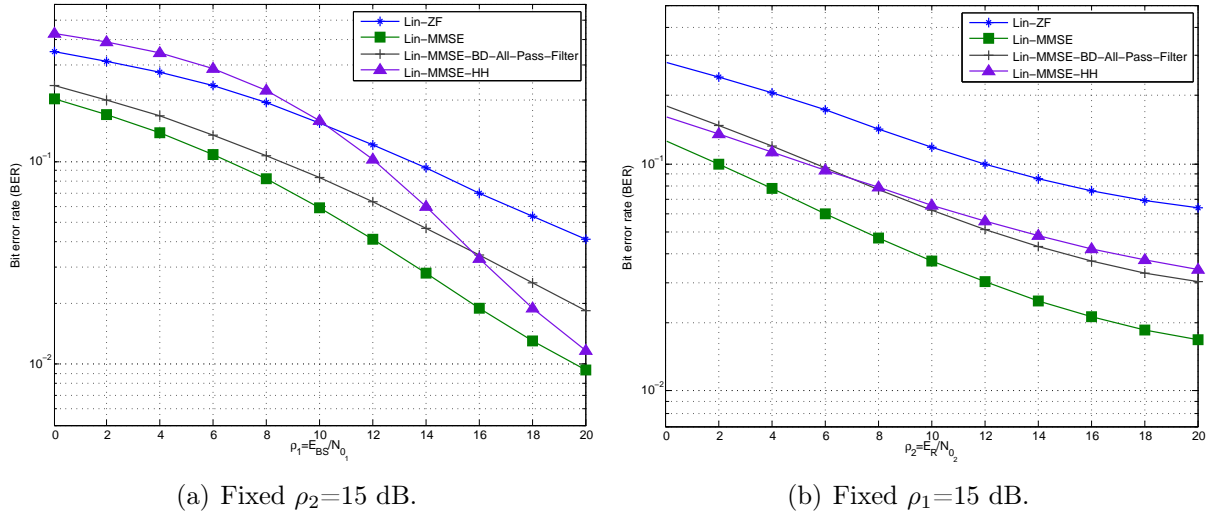 Lin−ZF
Lin−MMSE
Lin−MMSE−BD−All−Pass−Filter
Lin−MMSE−HH
Bit error rate (BER)
10⁻¹
10⁻²
0 2 4 6 8 10 12 14 16 18 20
ρ₁=E_BS/N₀₁
(a) Fixed ρ₂=15 dB.
Lin−ZF
Lin−MMSE
Lin−MMSE−BD−All−Pass−Filter
Lin−MMSE−HH
Bit error rate (BER)
10⁻¹
10⁻²
2 4 6 8 10 12 14 16 18 20
ρ₂=E_R/N₀₂
(b) Fixed ρ₁=15 dB.